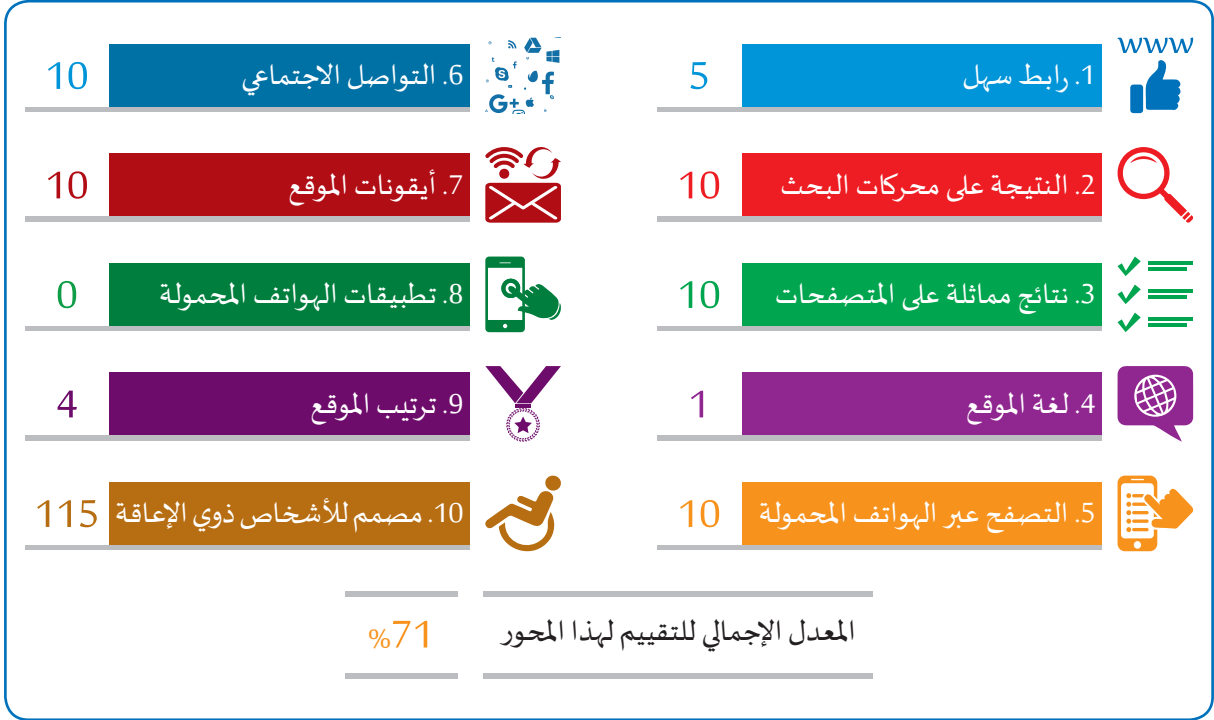 www
1. رابط سهل 5
2. النتيجة على محركات البحث 10
3. نتائج مماثلة على المتصفحات 10
4. لغة الموقع 1
5. التصفح عبر الهواتف المحمولة 10
6. التواصل الاجتماعي 10
7. أيقونات الموقع 10
8. تطبيقات الهواتف المحمولة 0
9. ترتيب الموقع 4
10. مصمم للأشخاص ذوي الإعاقة 115
المعدل الإجمالي للتقييم لهذا المحور %71